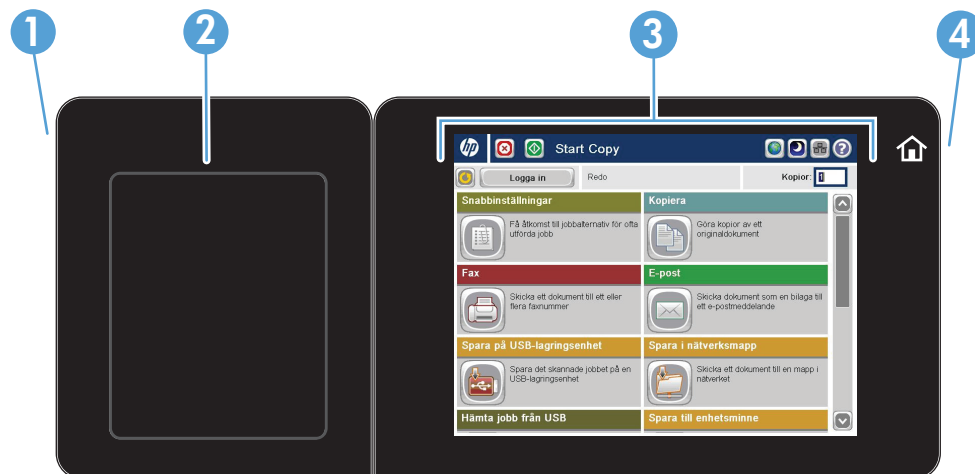 1
2
3
4
hp
Start Copy
?
Logga in
Redo
Kopior: 1
Snabbinställningar
Få åtkomst till jobbalternativ för ofta
utförda jobb
Kopiera
Göra kopior av ett
originaldokument
Fax
Skicka ett dokument till ett eller
flera faxnummer
E-post
Skicka dokument som en bilaga till
ett e-postmeddelande
Spara på USB-lagringsenhet
Spara det skannade jobbet på en
USB-lagringsenhet
Spara i nätverksmapp
Skicka ett dokument till en mapp i
nätverket
Hämta jobb från USB
Spara till enhetsminne